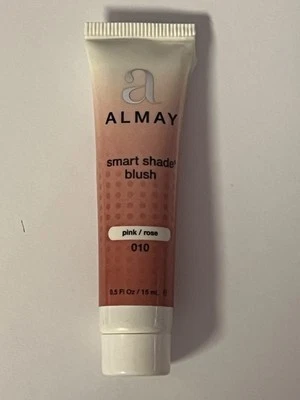 a
ALMAY
smart shade
blush
pink / rose
010
0.5 Fl Oz / 15 mL